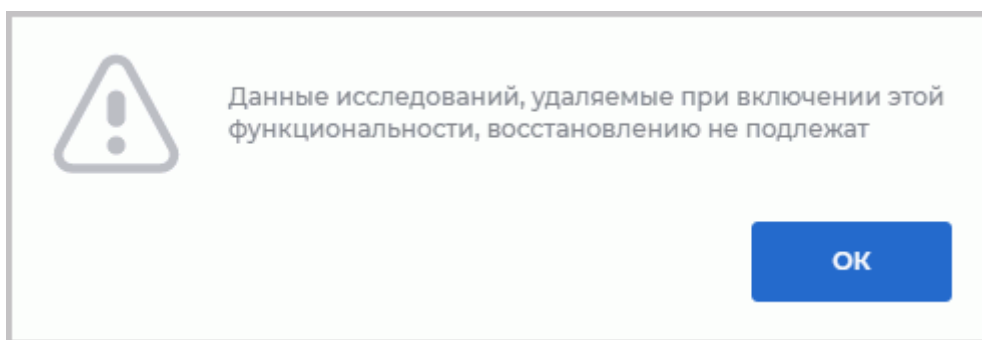 Данные исследований, удаляемые при включении этой
функциональности, восстановлению не подлежат
ОК